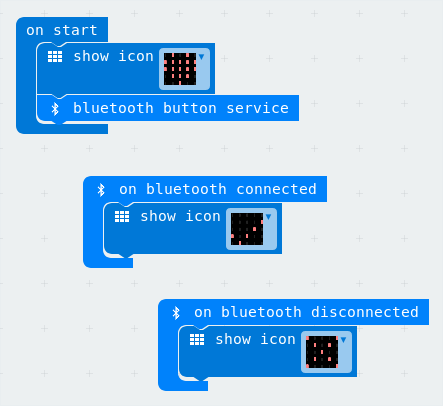 on start
show icon
bluetooth button service
on bluetooth connected
show icon
on bluetooth disconnected
show icon